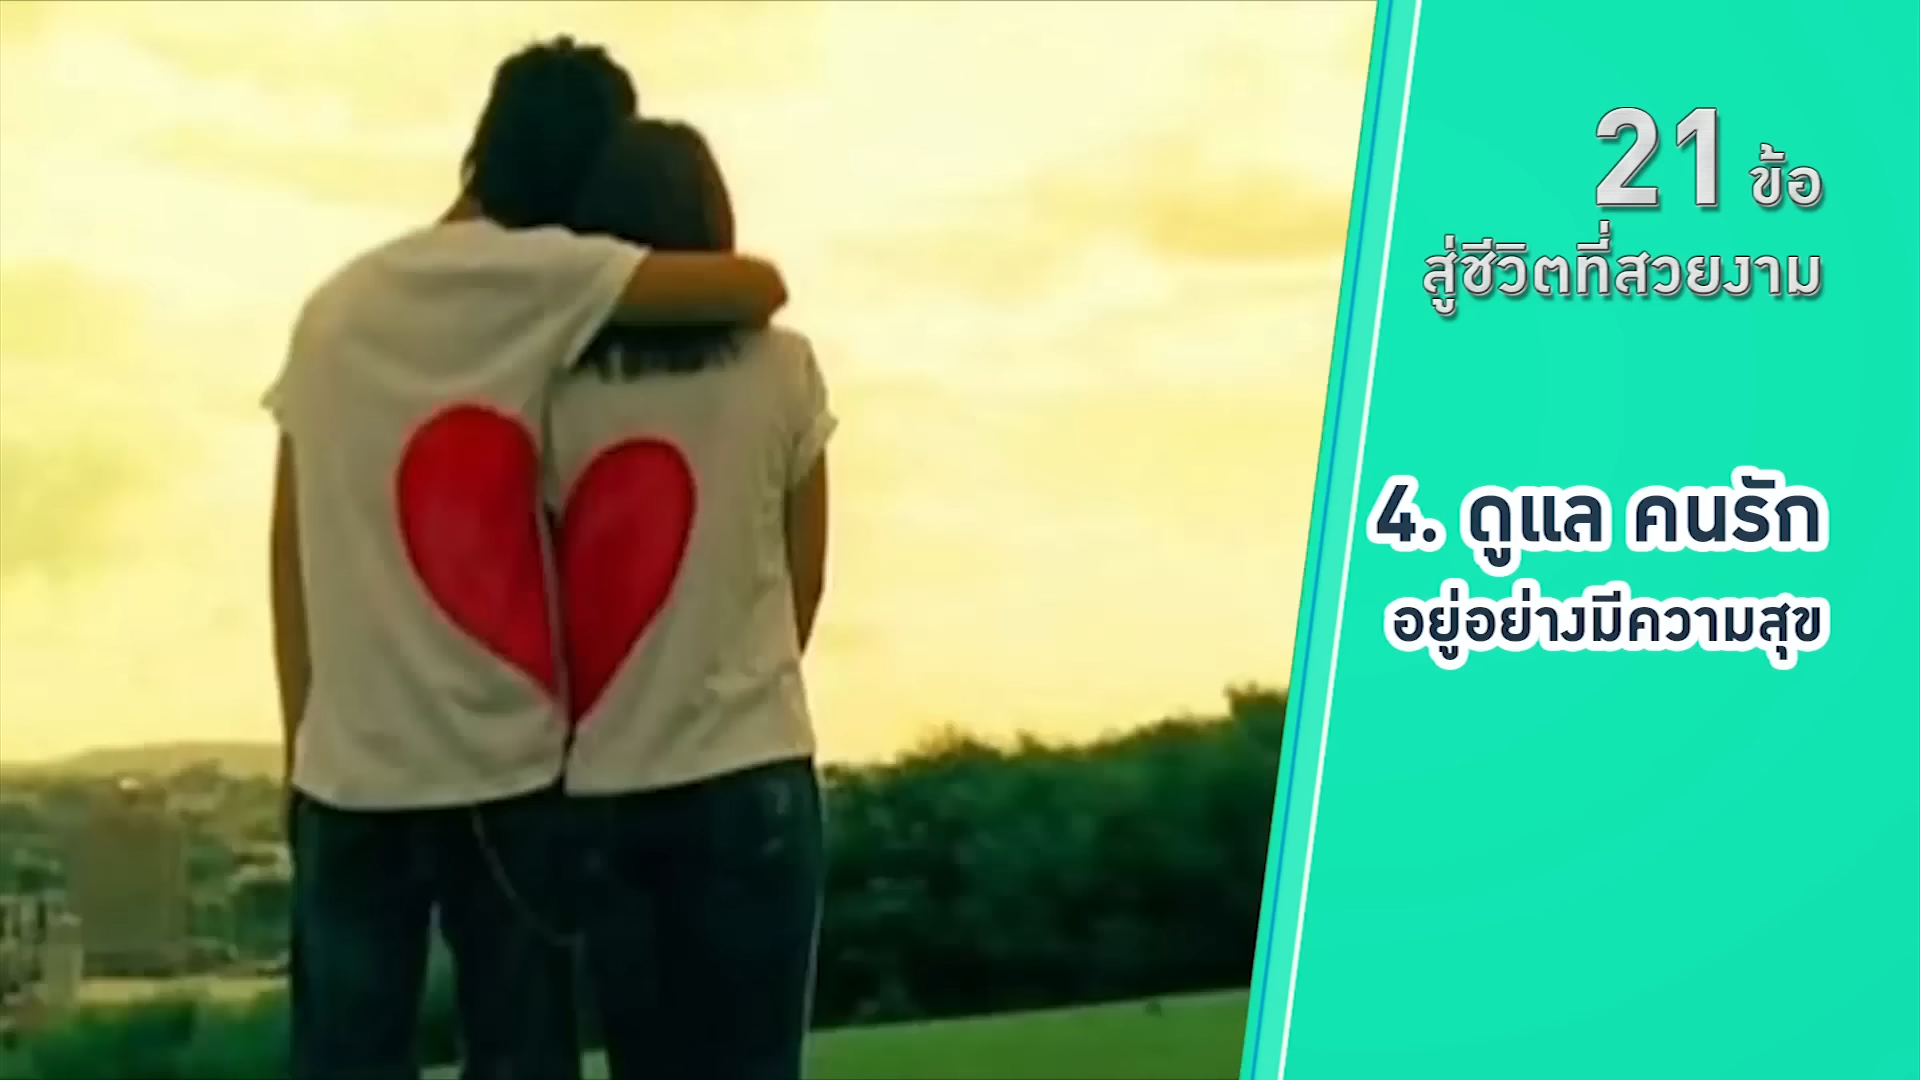 21 ข้อ
สู่ชีวิตที่สวยงาม
4. ดูแล คนรัก
อยู่อย่างมีความสุข